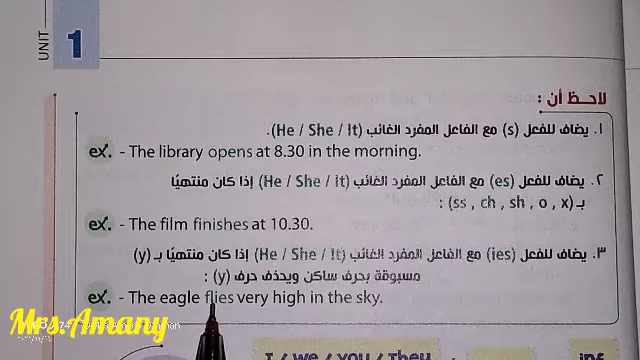 UNIT 1
لاحظ أن :
١. يضاف للفعل (s) مع الفاعل المفرد الغائب (He / She / It).
ex. - The library opens at 8.30 in the morning.
٢. يضاف للفعل (es) مع الفاعل المفرد الغائب (He / She / It) إذا كان منتهيًا
بـ (ss , ch , sh , o , x) :
ex. - The film finishes at 10.30.
٣. يضاف للفعل (ies) مع الفاعل المفرد الغائب (He / She / It) إذا كان منتهيًا بـ (y)
مسبوقة بحرف ساكن ويحذف حرف (y) :
ex. - The eagle flies very high in the sky.
Mrs.Amany
I / We / You / They
inf